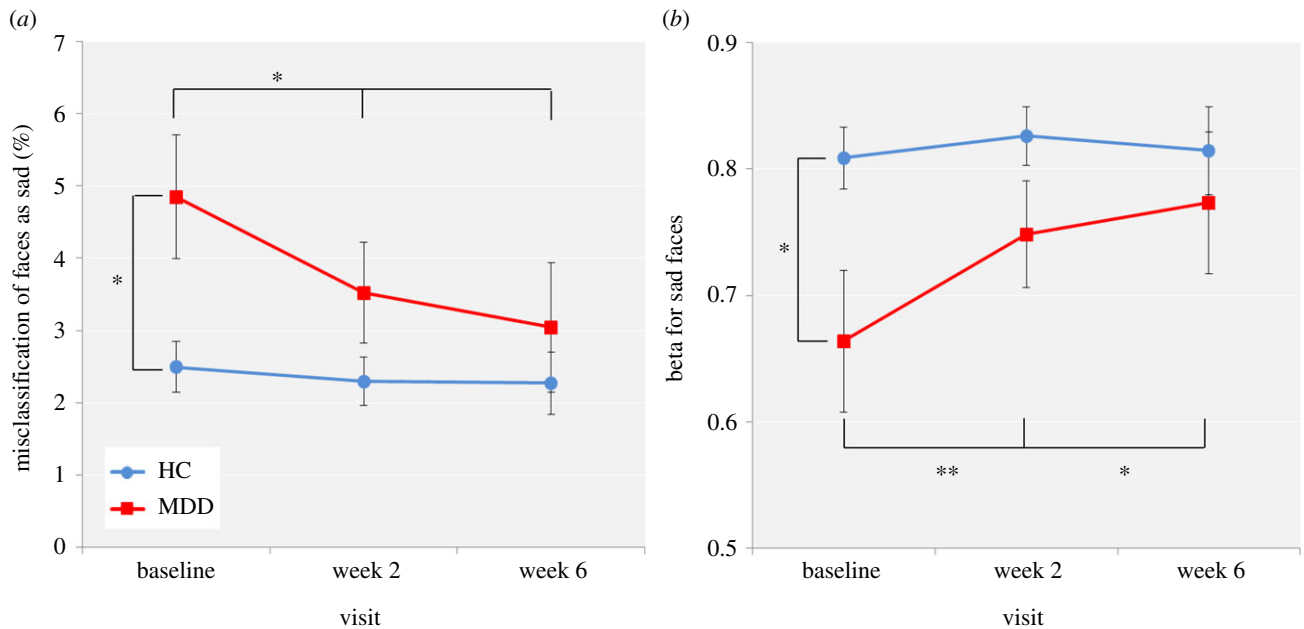 (a)
misclassification of faces as sad (%)
7
6
5
4
3
2
1
0
*
*
HC
MDD
baseline week 2 week 6
visit
(b)
beta for sad faces
0.9
0.8
0.7
0.6
0.5
*
** *
baseline week 2 week 6
visit